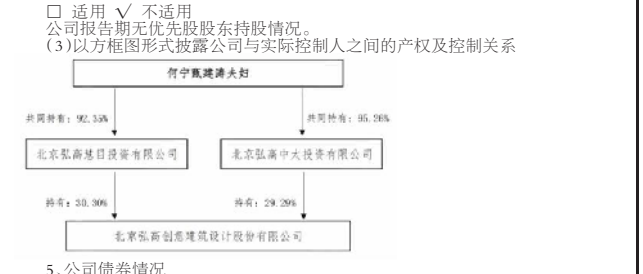 □ 适用 √ 不适用
公司报告期无优先股股东持股情况。
(3)以方框图形式披露公司与实际控制人之间的产权及控制关系
何宁甄建涛夫妇
共同持有: 92.35%
共同持有: 95.26%
北京弘高慧目投资有限公司
北京弘高中太投资有限公司
持有: 30.30%
持有: 29.29%
北京弘高创意建筑设计股份有限公司
5、公司债券情况